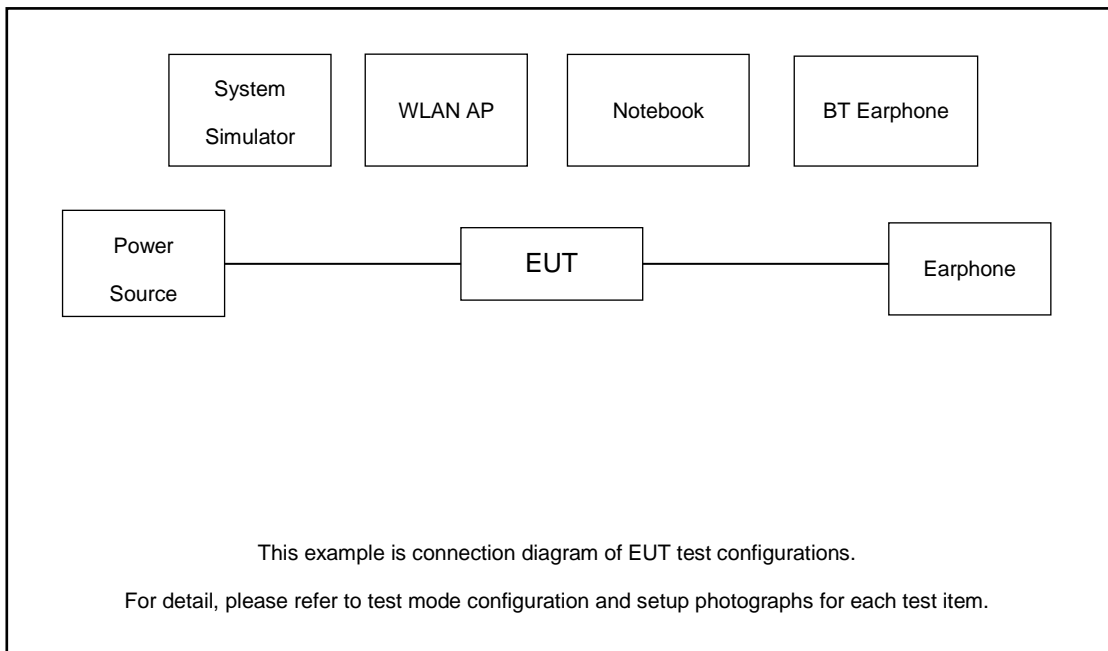 System
Simulator
WLAN AP
Notebook
BT Earphone
Power
Source
EUT
Earphone
This example is connection diagram of EUT test configurations.
For detail, please refer to test mode configuration and setup photographs for each test item.